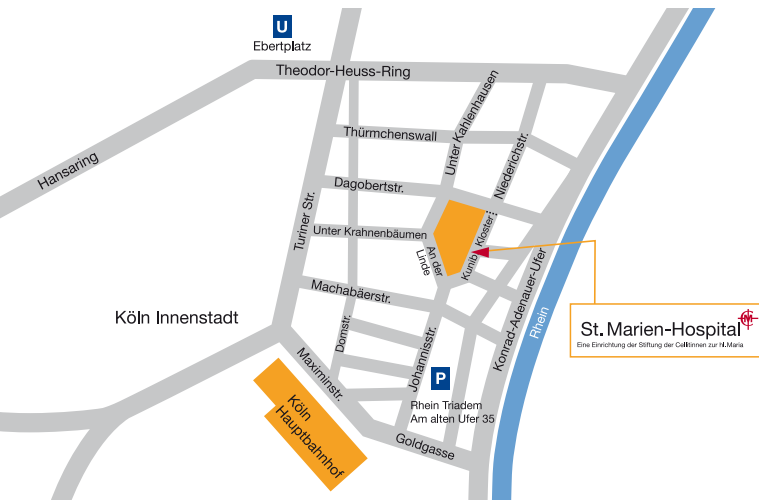 U
Ebertplatz
Theodor-Heuss-Ring
Hansaring
Thürmchenswall
Unter Kahlenhausen
Niederichstr.
Dagobertstr.
Turiner Str.
Unter Krahnenbäumen
An der
Linde
Kunib.
Kloster
Machabäerstr.
Köln Innenstadt
Domstr.
Johannisstr.
Konrad-Adenauer-Ufer
Rhein
St. Marien-Hospital
Eine Einrichtung der Stiftung der Cellitinnen zur hl. Maria
Maximinstr.
P
Rhein Triadem
Am alten Ufer 35
Köln
Hauptbahnhof
Goldgasse